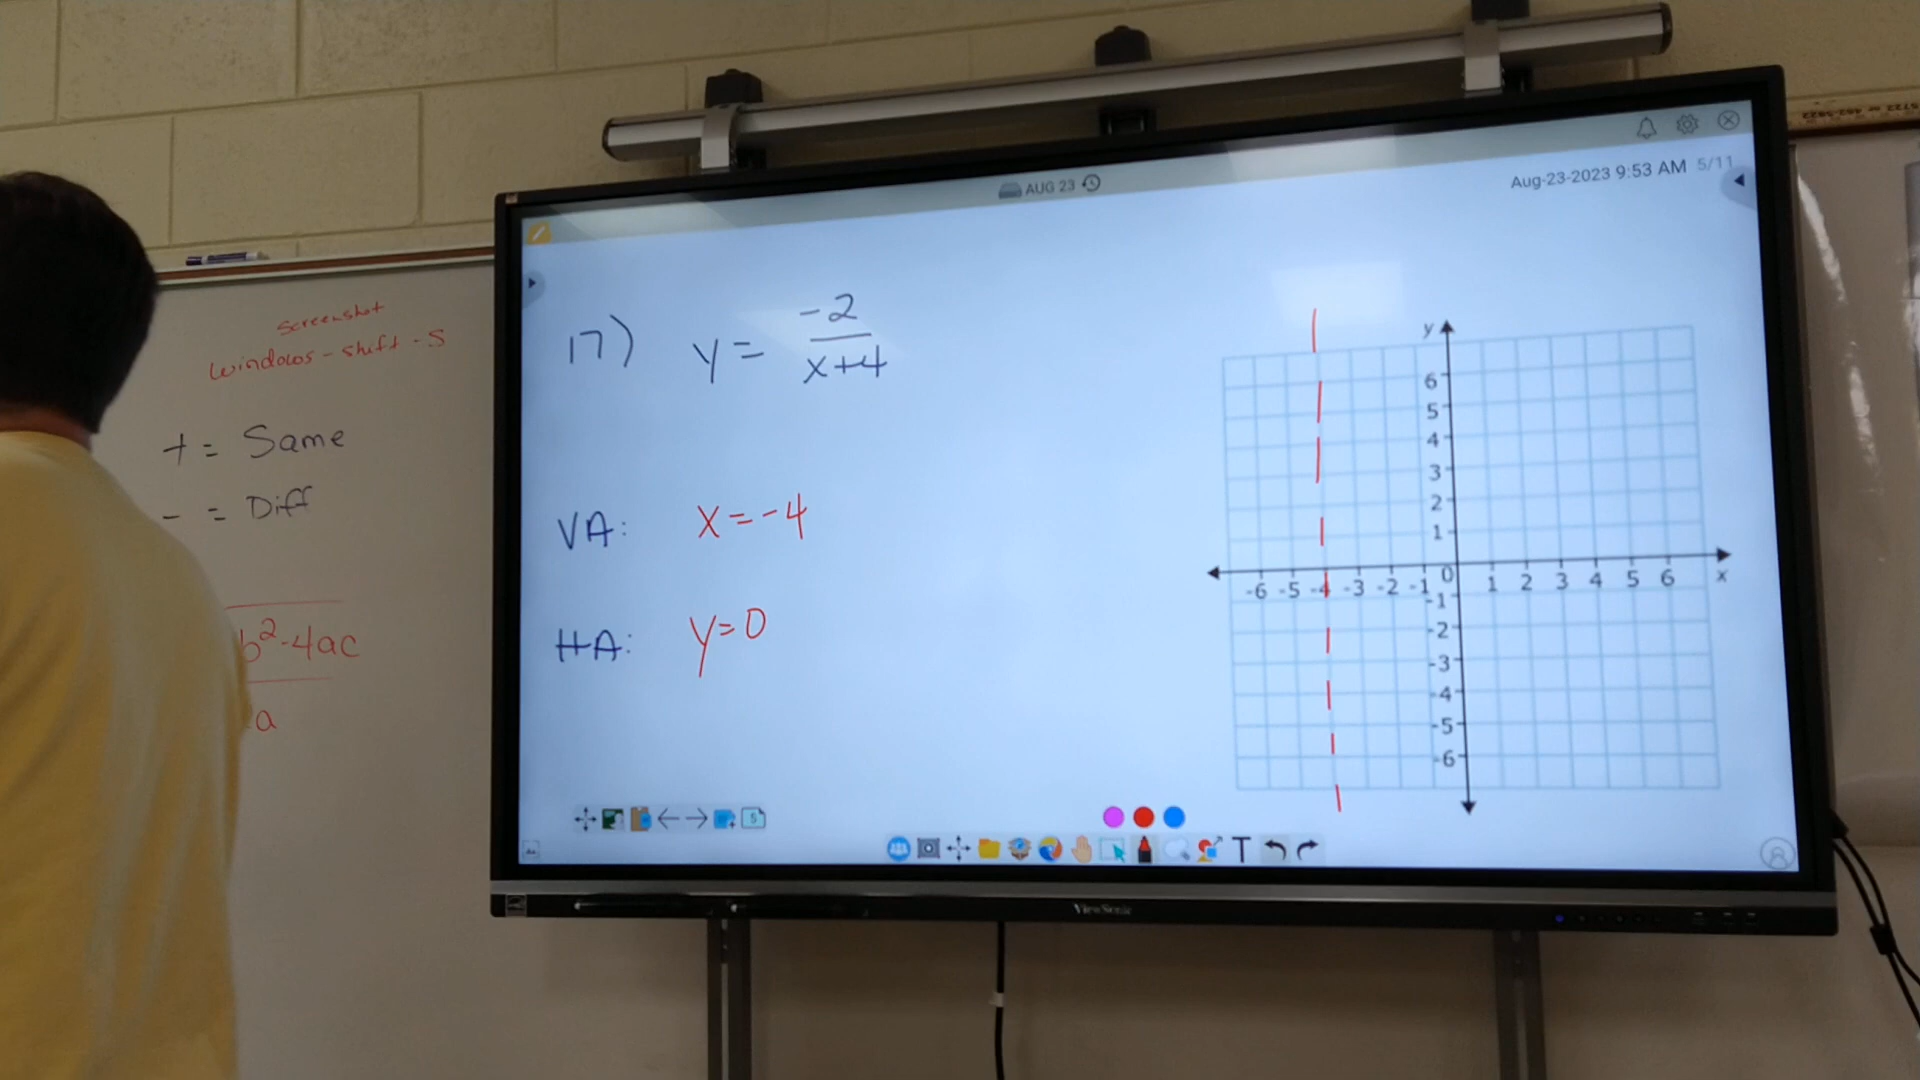 Screenshot
Windows - shift - S
+ = Same
- = Diff
b²-4ac
a
AUG 23
Aug-23-2023 9:53 AM 5/11
17) y = -2
x+4
VA: x=-4
HA: y=0
y
6
5
4
3
2
1
-6 -5 -4 -3 -2 -1 0 1 2 3 4 5 6 x
-1
-2
-3
-4
-5
-6
5
T
ViewSonic